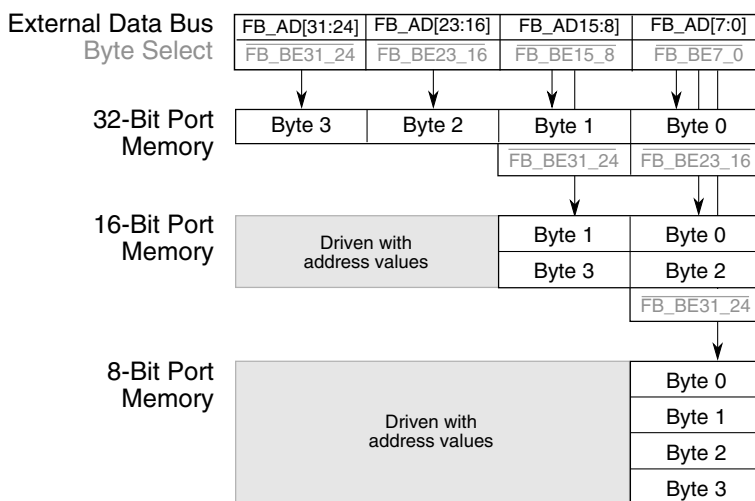 External Data Bus FB_AD[31:24] FB_AD[23:16] FB_AD15:8] FB_AD[7:0]
Byte Select FB_BE31_24 FB_BE23_16 FB_BE15_8 FB_BE7_0
32-Bit Port Byte 3 Byte 2 Byte 1 Byte 0
Memory
FB_BE31_24 FB_BE23_16
16-Bit Port Byte 1 Byte 0
Memory
Driven with
address values
Byte 3 Byte 2
FB_BE31_24
8-Bit Port Byte 0
Memory
Byte 1
Driven with
address values
Byte 2
Byte 3